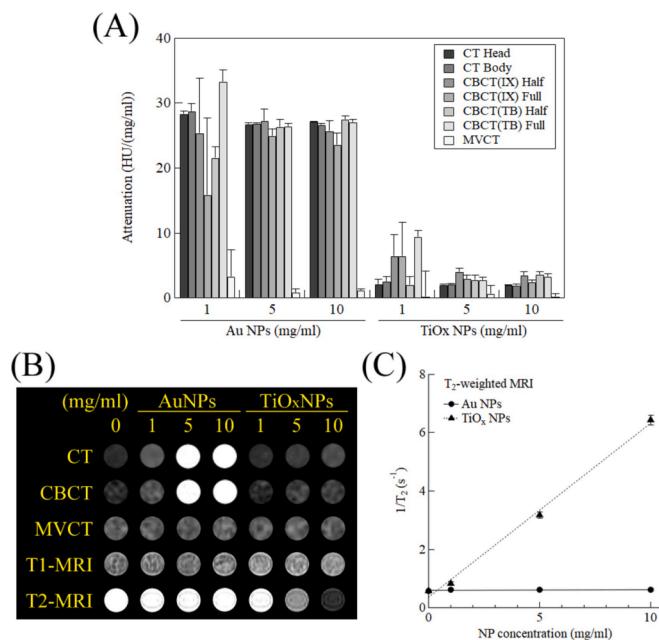 (A)
Attenuation (HU/(mg/ml))
40
30
20
10
0
CT Head
CT Body
CBCT(IX) Half
CBCT(IX) Full
CBCT(TB) Half
CBCT(TB) Full
MVCT
1 5 10 1 5 10
Au NPs (mg/ml) TiOx NPs (mg/ml)
(B)
(mg/ml) AuNPs TiOxNPs
0 1 5 10 1 5 10
CT
CBCT
MVCT
T1-MRI
T2-MRI
(C)
T2-weighted MRI
Au NPs
TiOx NPs
1/T2 (s-1)
8
6
4
2
0
0 5 10
NP concentration (mg/ml)